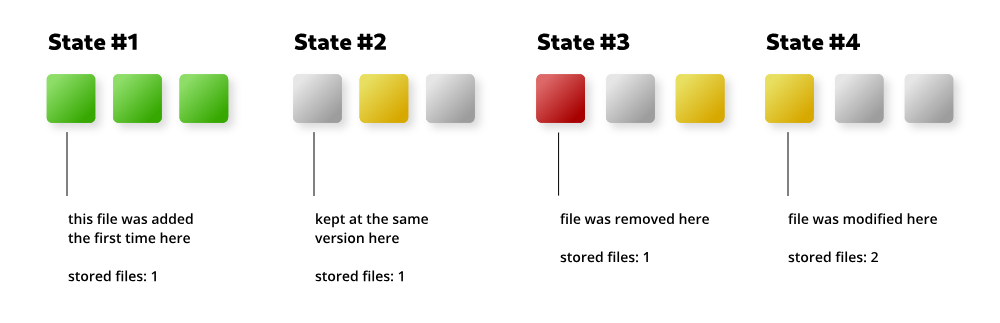 State #1
this file was added
the first time here
stored files: 1
State #2
kept at the same
version here
stored files: 1
State #3
file was removed here
stored files: 1
State #4
file was modified here
stored files: 2